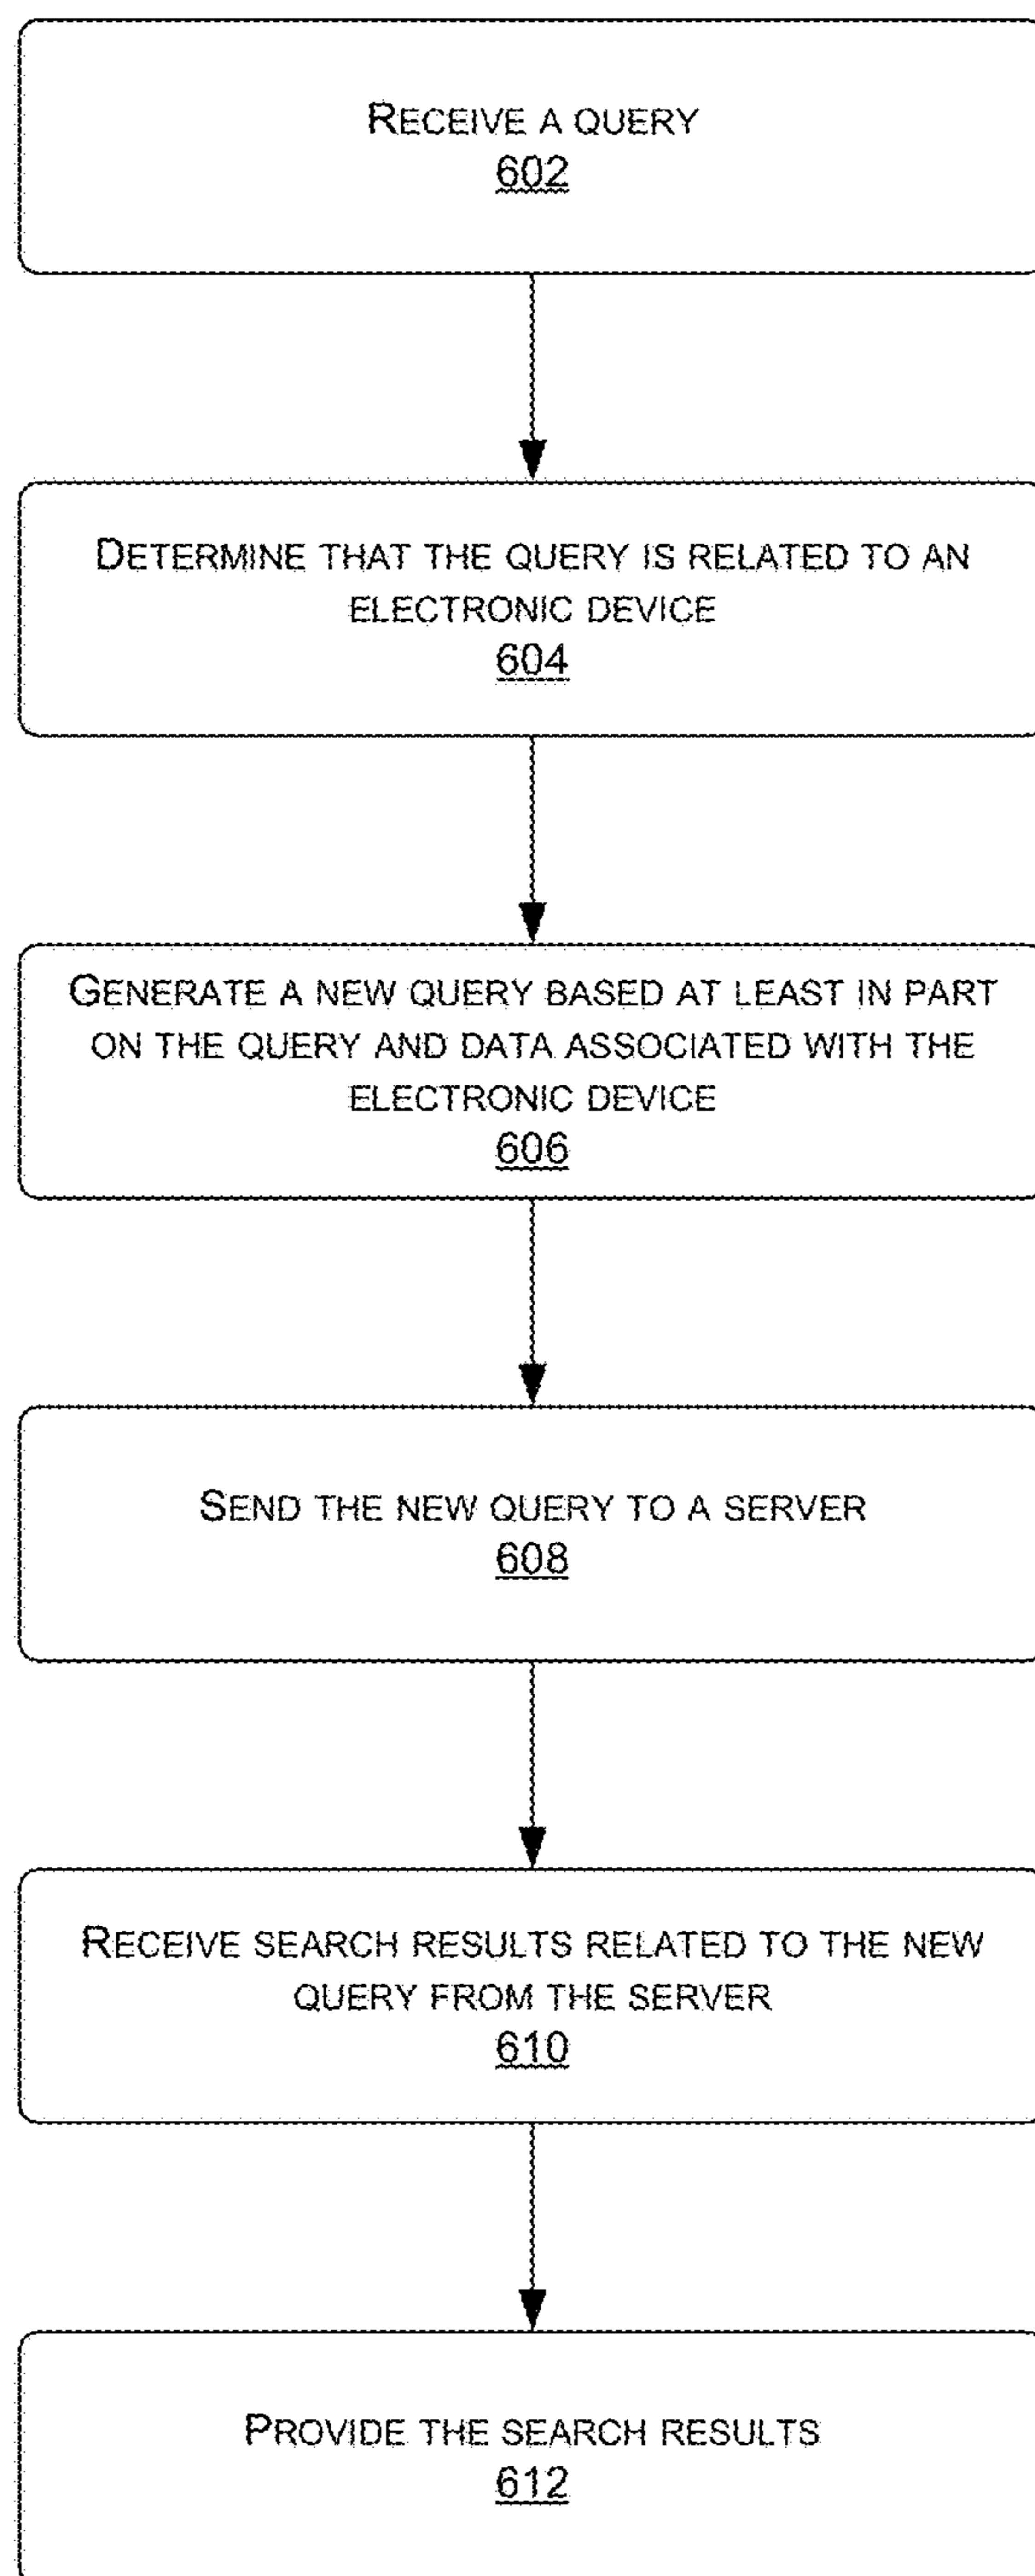 RECEIVE A QUERY
602
DETERMINE THAT THE QUERY IS RELATED TO AN
ELECTRONIC DEVICE
604
GENERATE A NEW QUERY BASED AT LEAST IN PART
ON THE QUERY AND DATA ASSOCIATED WITH THE
ELECTRONIC DEVICE
606
SEND THE NEW QUERY TO A SERVER
608
RECEIVE SEARCH RESULTS RELATED TO THE NEW
QUERY FROM THE SERVER
610
PROVIDE THE SEARCH RESULTS
612